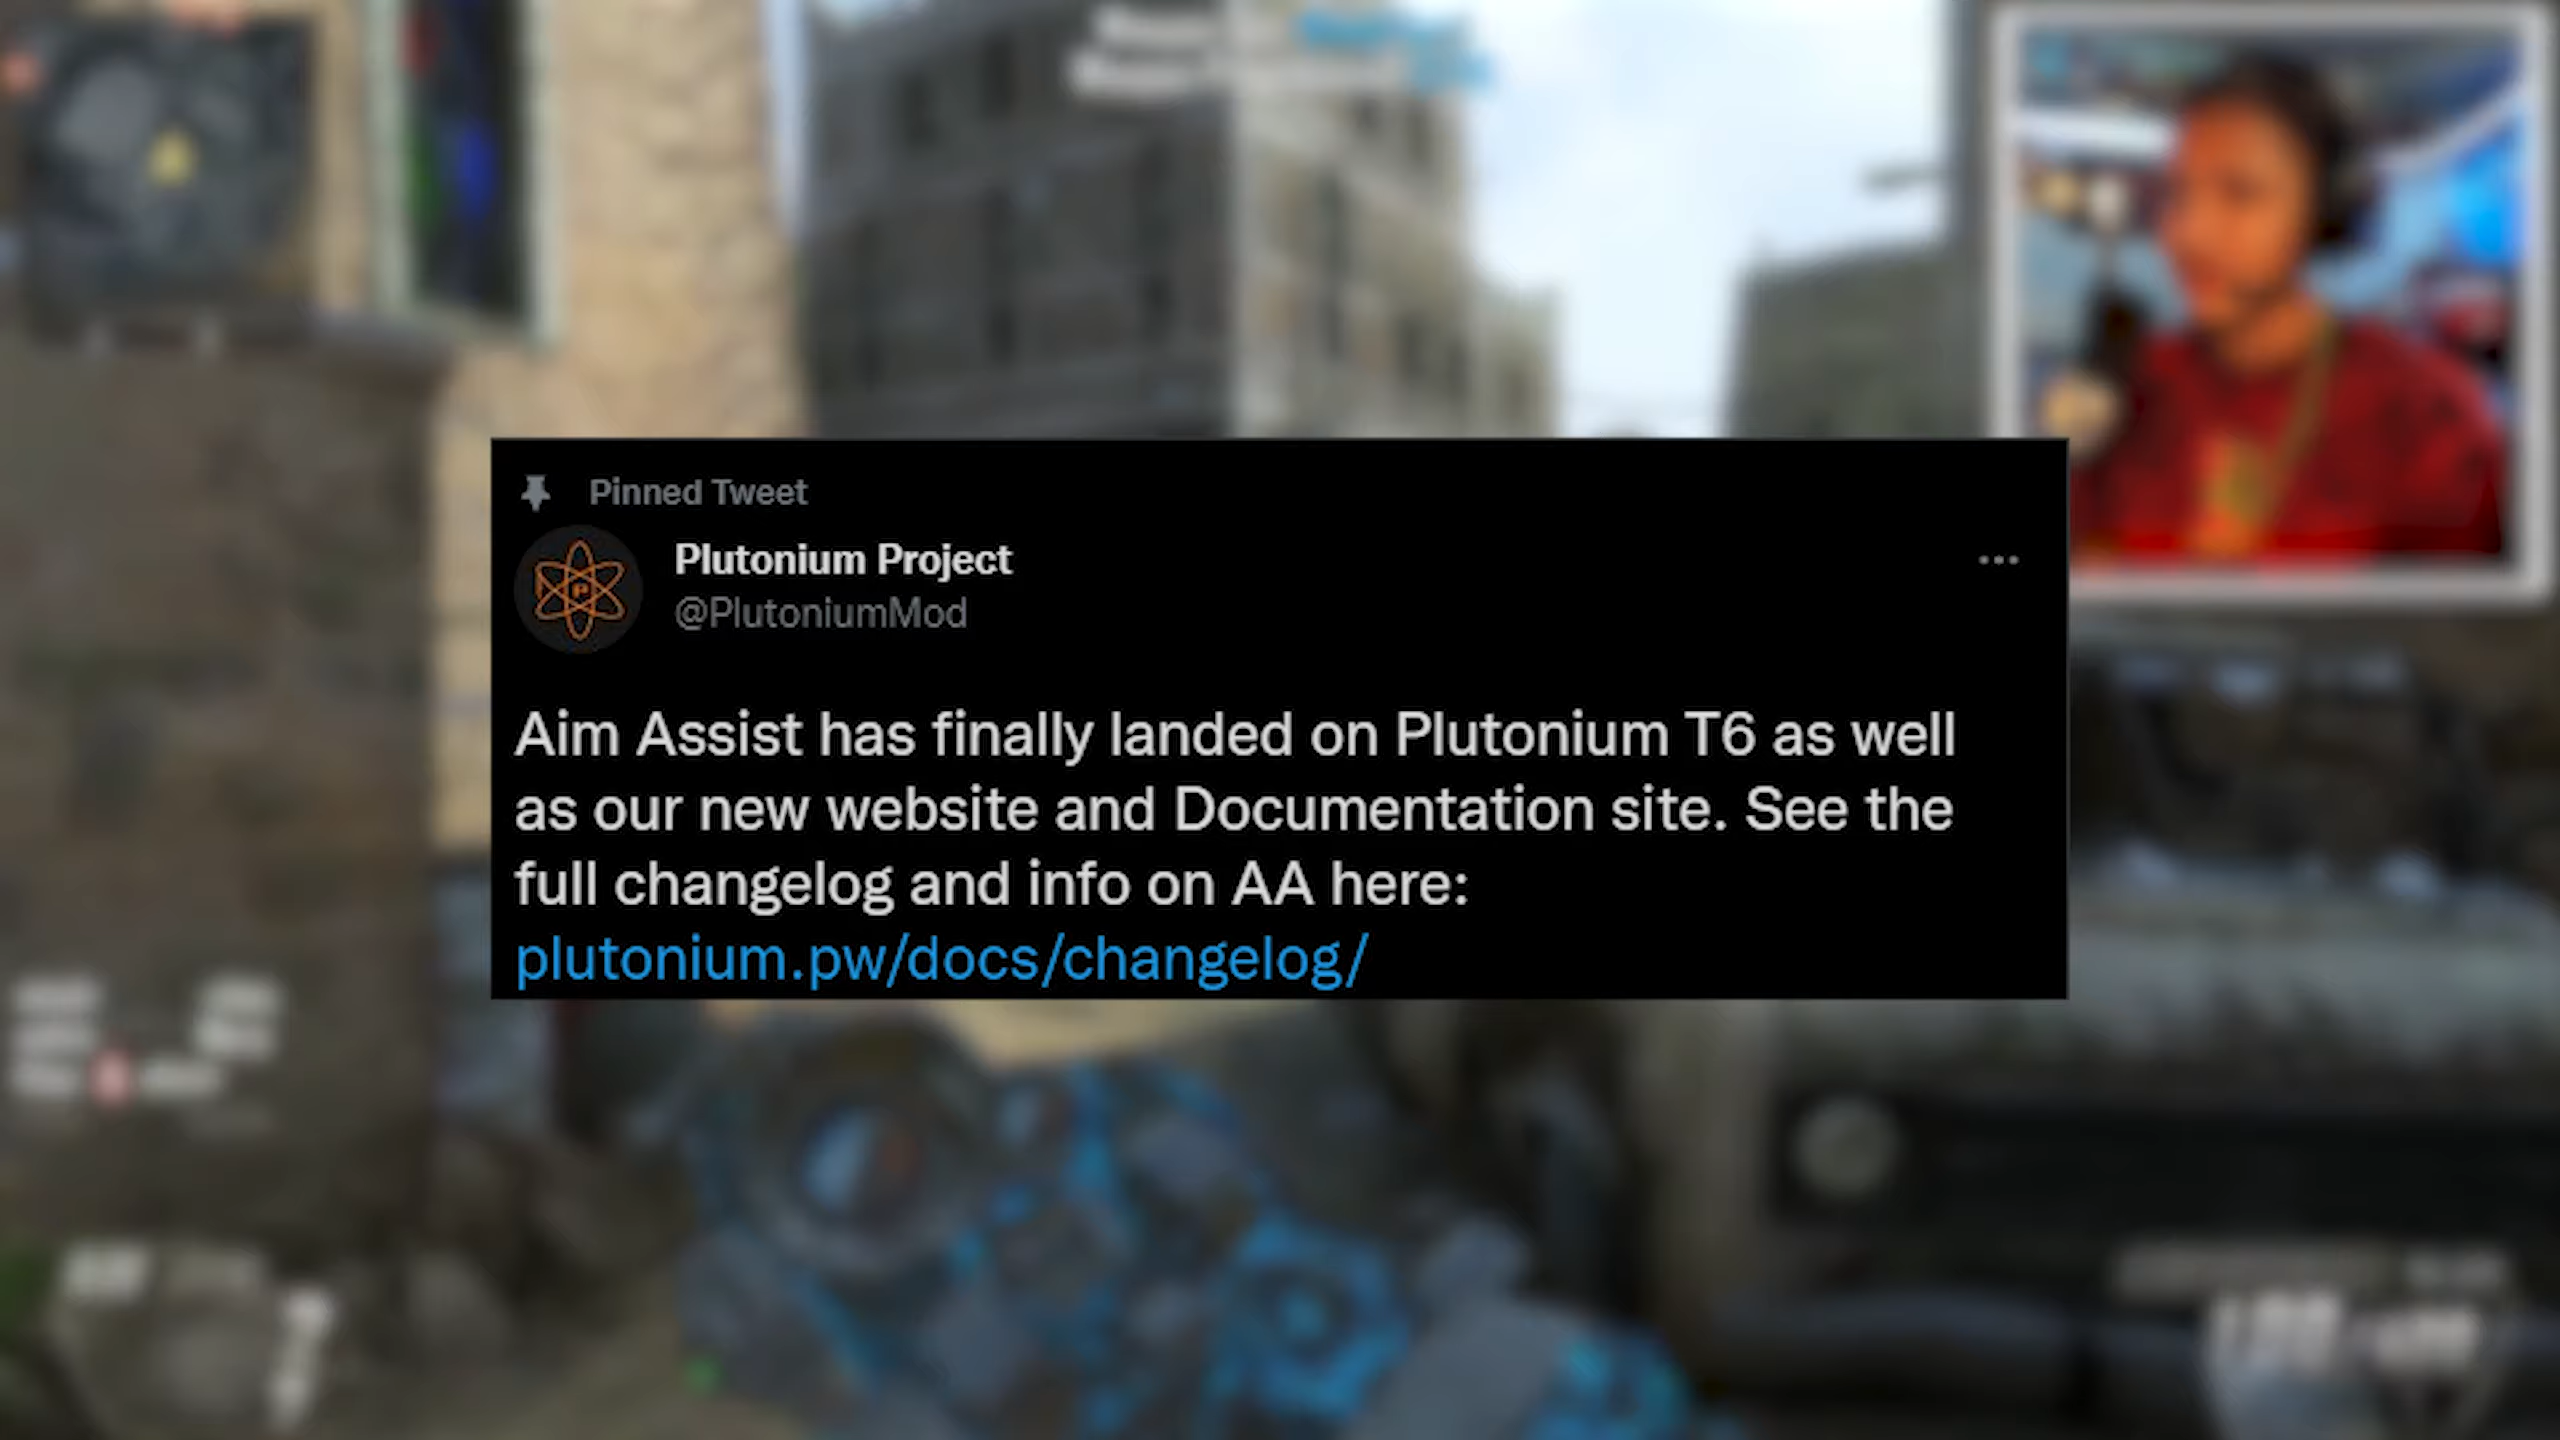 Pinned Tweet
Plutonium Project
@PlutoniumMod
Aim Assist has finally landed on Plutonium T6 as well
as our new website and Documentation site. See the
full changelog and info on AA here:
plutonium.pw/docs/changelog/